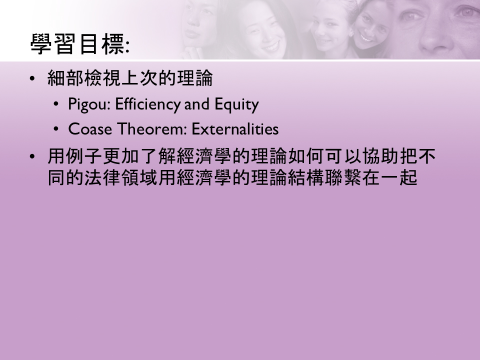 學習目標:
• 細部檢視上次的理論
• Pigou: Efficiency and Equity
• Coase Theorem: Externalities
• 用例子更加了解經濟學的理論如何可以協助把不
同的法律領域用經濟學的理論結構聯繫在一起